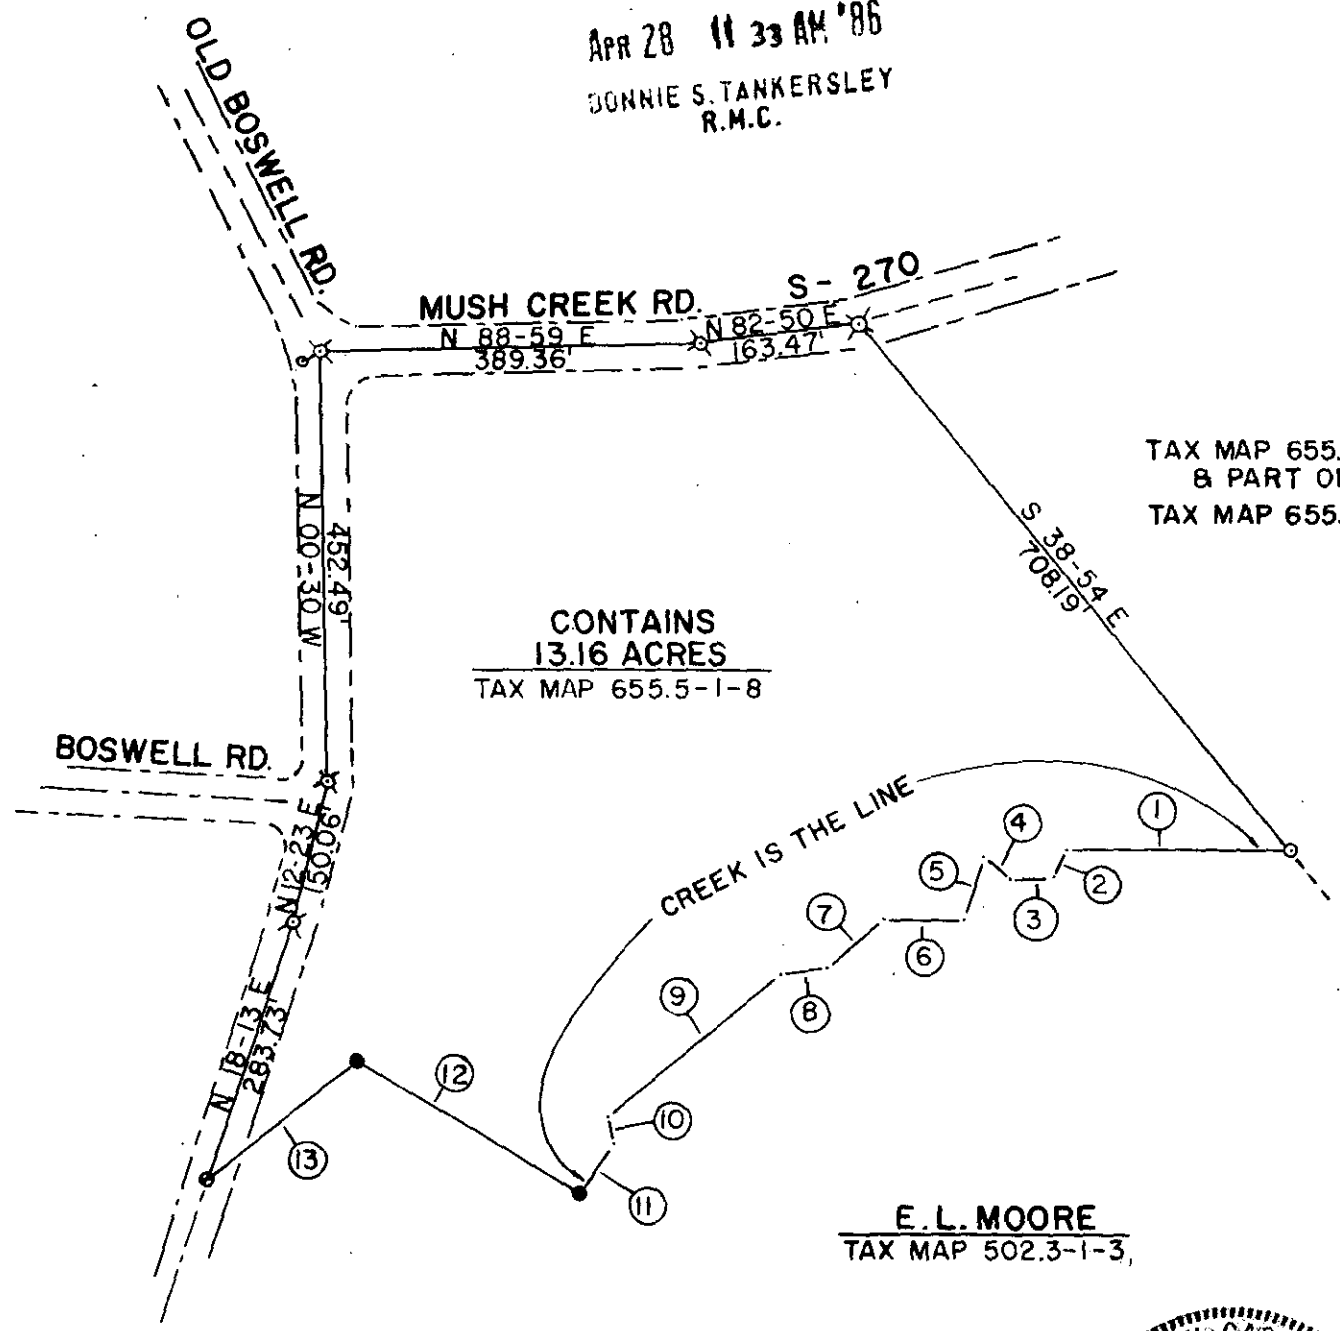 APR 28 11 33 AM '86
DONNIE S. TANKERSLEY
R.M.C.
OLD BOSWELL RD.
MUSH CREEK RD.
S - 270
N 88-59 E
389.36'
N 82-50 E
163.47'
TAX MAP 655.
& PART OF
TAX MAP 655.
S 38-54 E
708.19'
N 00-30 W
452.49'
CONTAINS
13.16 ACRES
TAX MAP 655.5-1-8
BOSWELL RD.
N 12-23 E
150.09'
CREEK IS THE LINE
1
4
5
2
3
7
6
9
8
N 18-13 E
283.73'
12
10
13
11
E. L. MOORE
TAX MAP 502.3-1-3,